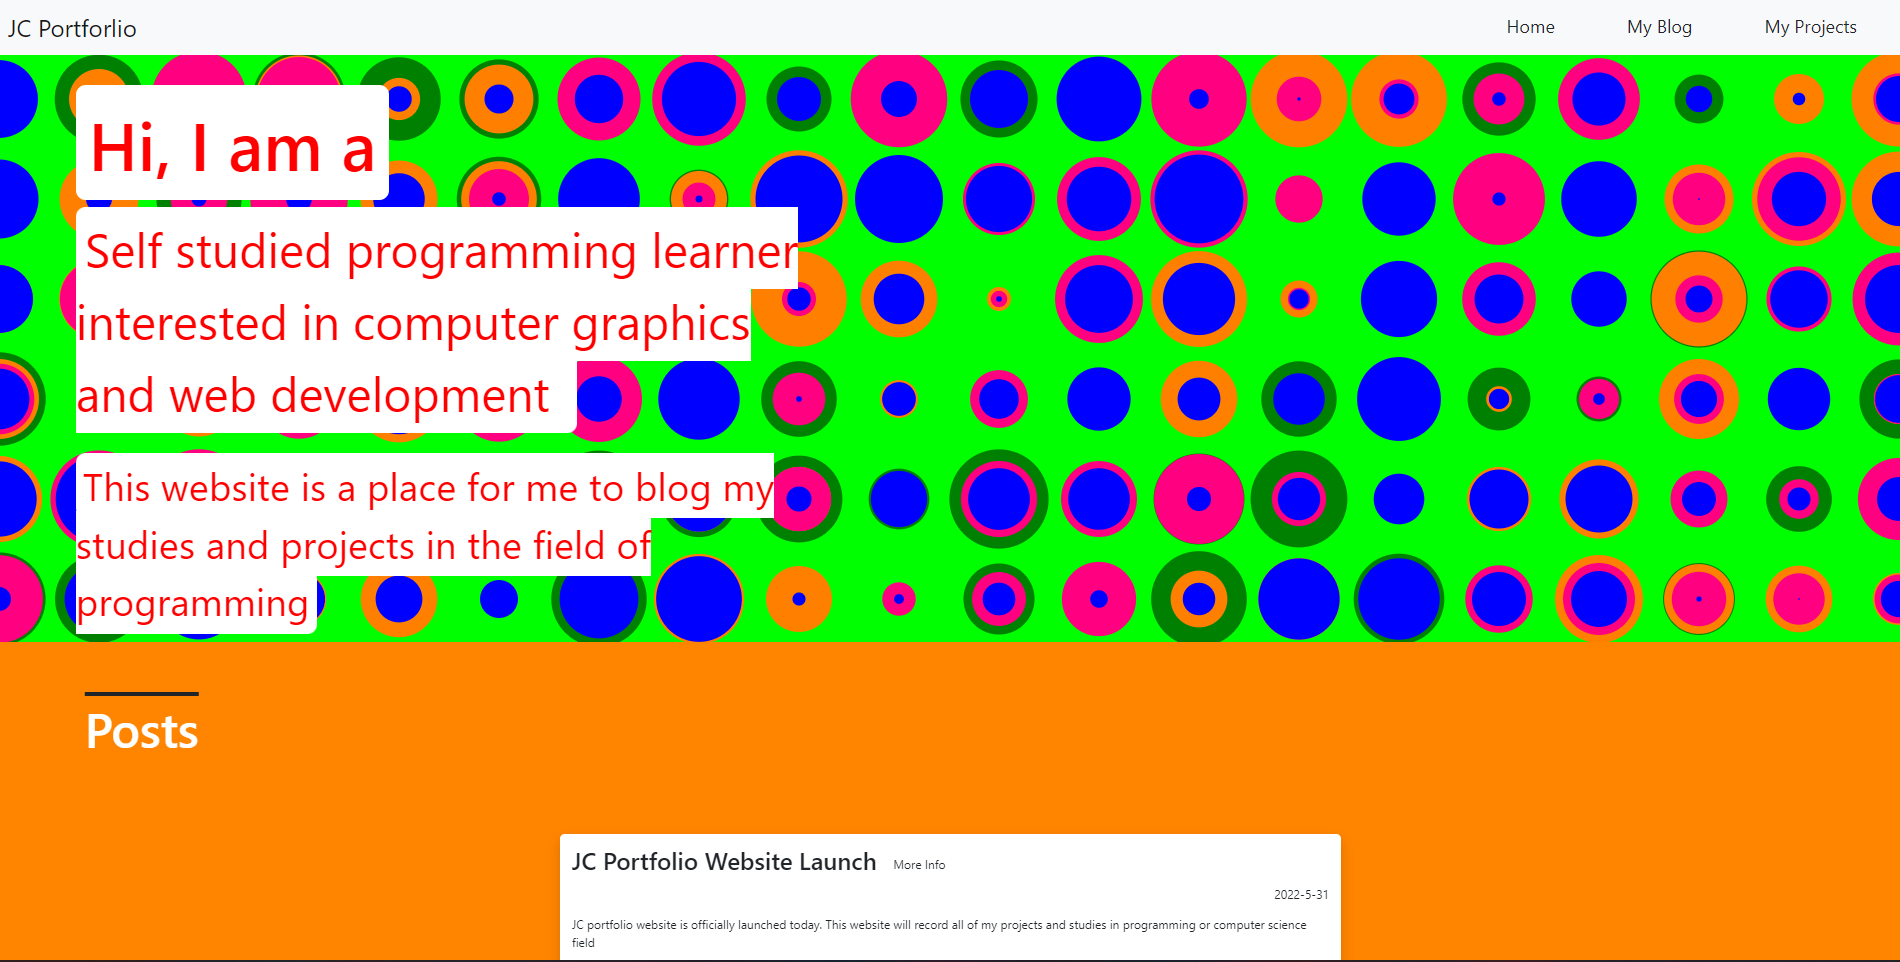 JC Portforlio
Home
My Blog
My Projects
Hi, I am a
Self studied programming learner
interested in computer graphics
and web development
This website is a place for me to blog my
studies and projects in the field of
programming
Posts
JC Portfolio Website Launch
More Info
2022-5-31
JC portfolio website is officially launched today. This website will record all of my projects and studies in programming or computer science
field